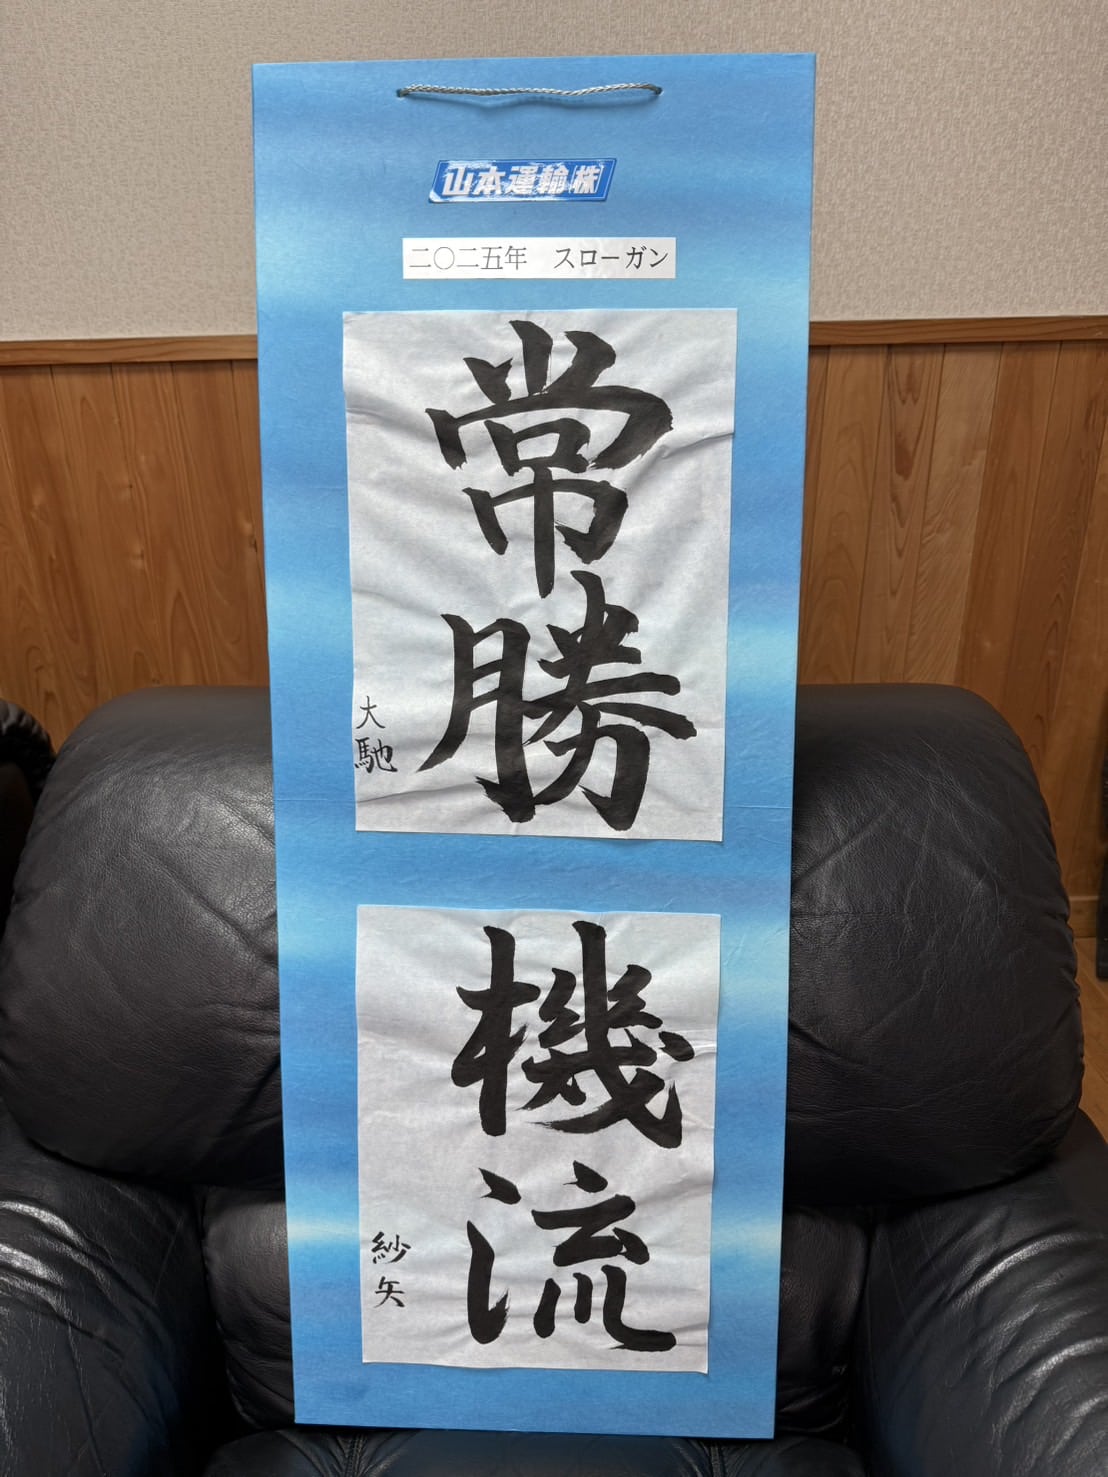 山本運輸(株)
二〇二五年　スローガン
常勝
大馳
機流
紗矢